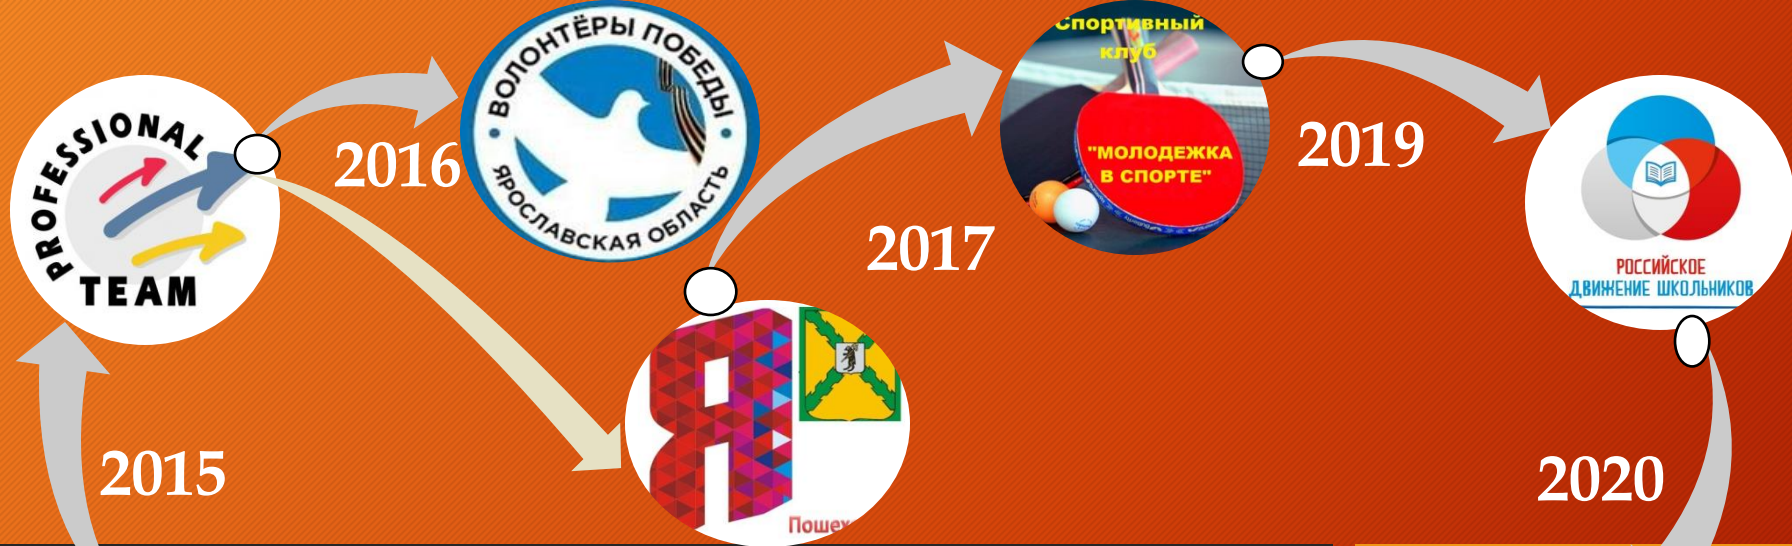 PROFESSIONAL
TEAM
2015
2016
ВОЛОНТЁРЫ ПОБЕДЫ
ЯРОСЛАВСКАЯ ОБЛАСТЬ
2017
Спортивный
клуб
"МОЛОДЕЖКА
В СПОРТЕ"
2019
РОССИЙСКОЕ
ДВИЖЕНИЕ ШКОЛЬНИКОВ
2020
Я